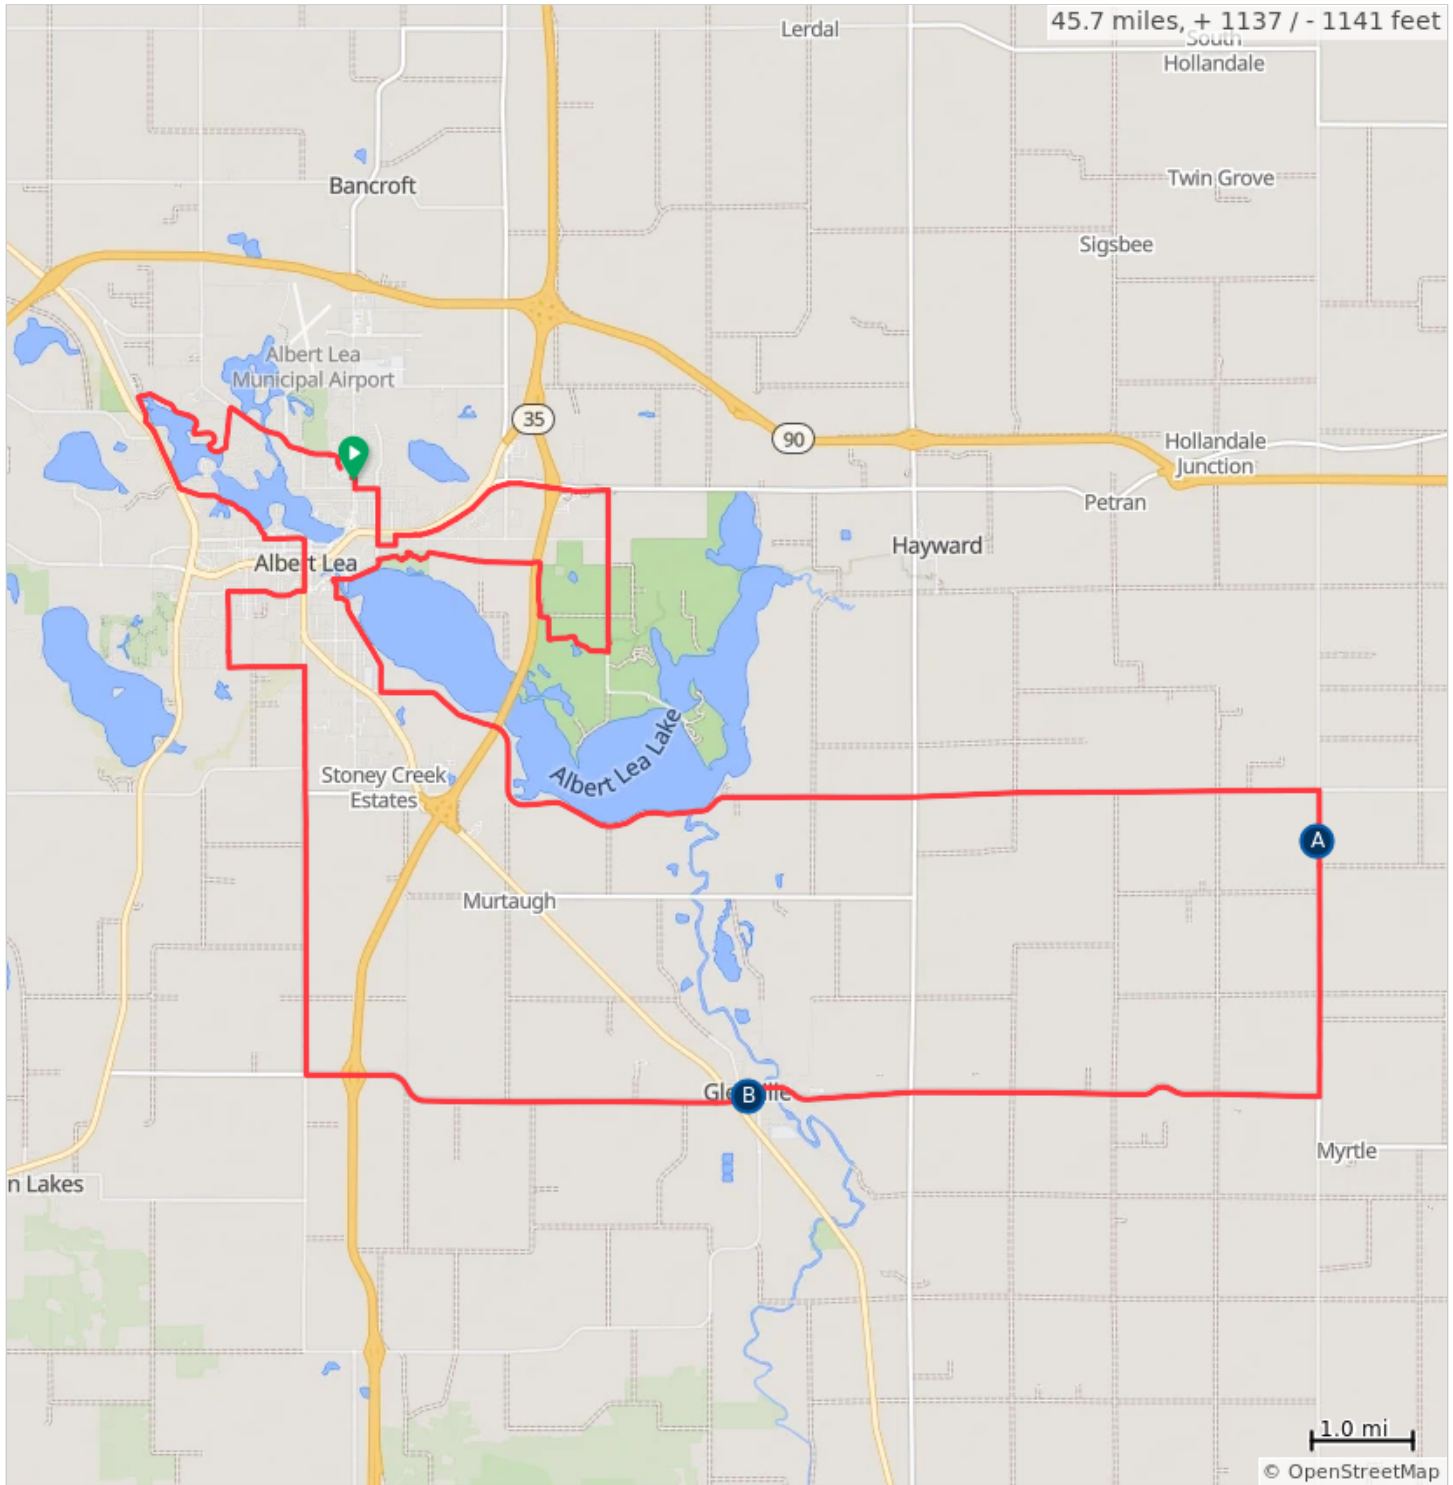 Lerdal
45.7 miles, + 1137 / - 1141 feet
South
Hollandale
Bancroft
Twin Grove
Sigsbee
Albert Lea
Municipal Airport
35
90
Hollandale
Junction
Petran
Hayward
Albert Lea
Albert Lea Lake
Stoney Creek
Estates
A
Murtaugh
B
Myrtle
n Lakes
1.0 mi
© OpenStreetMap